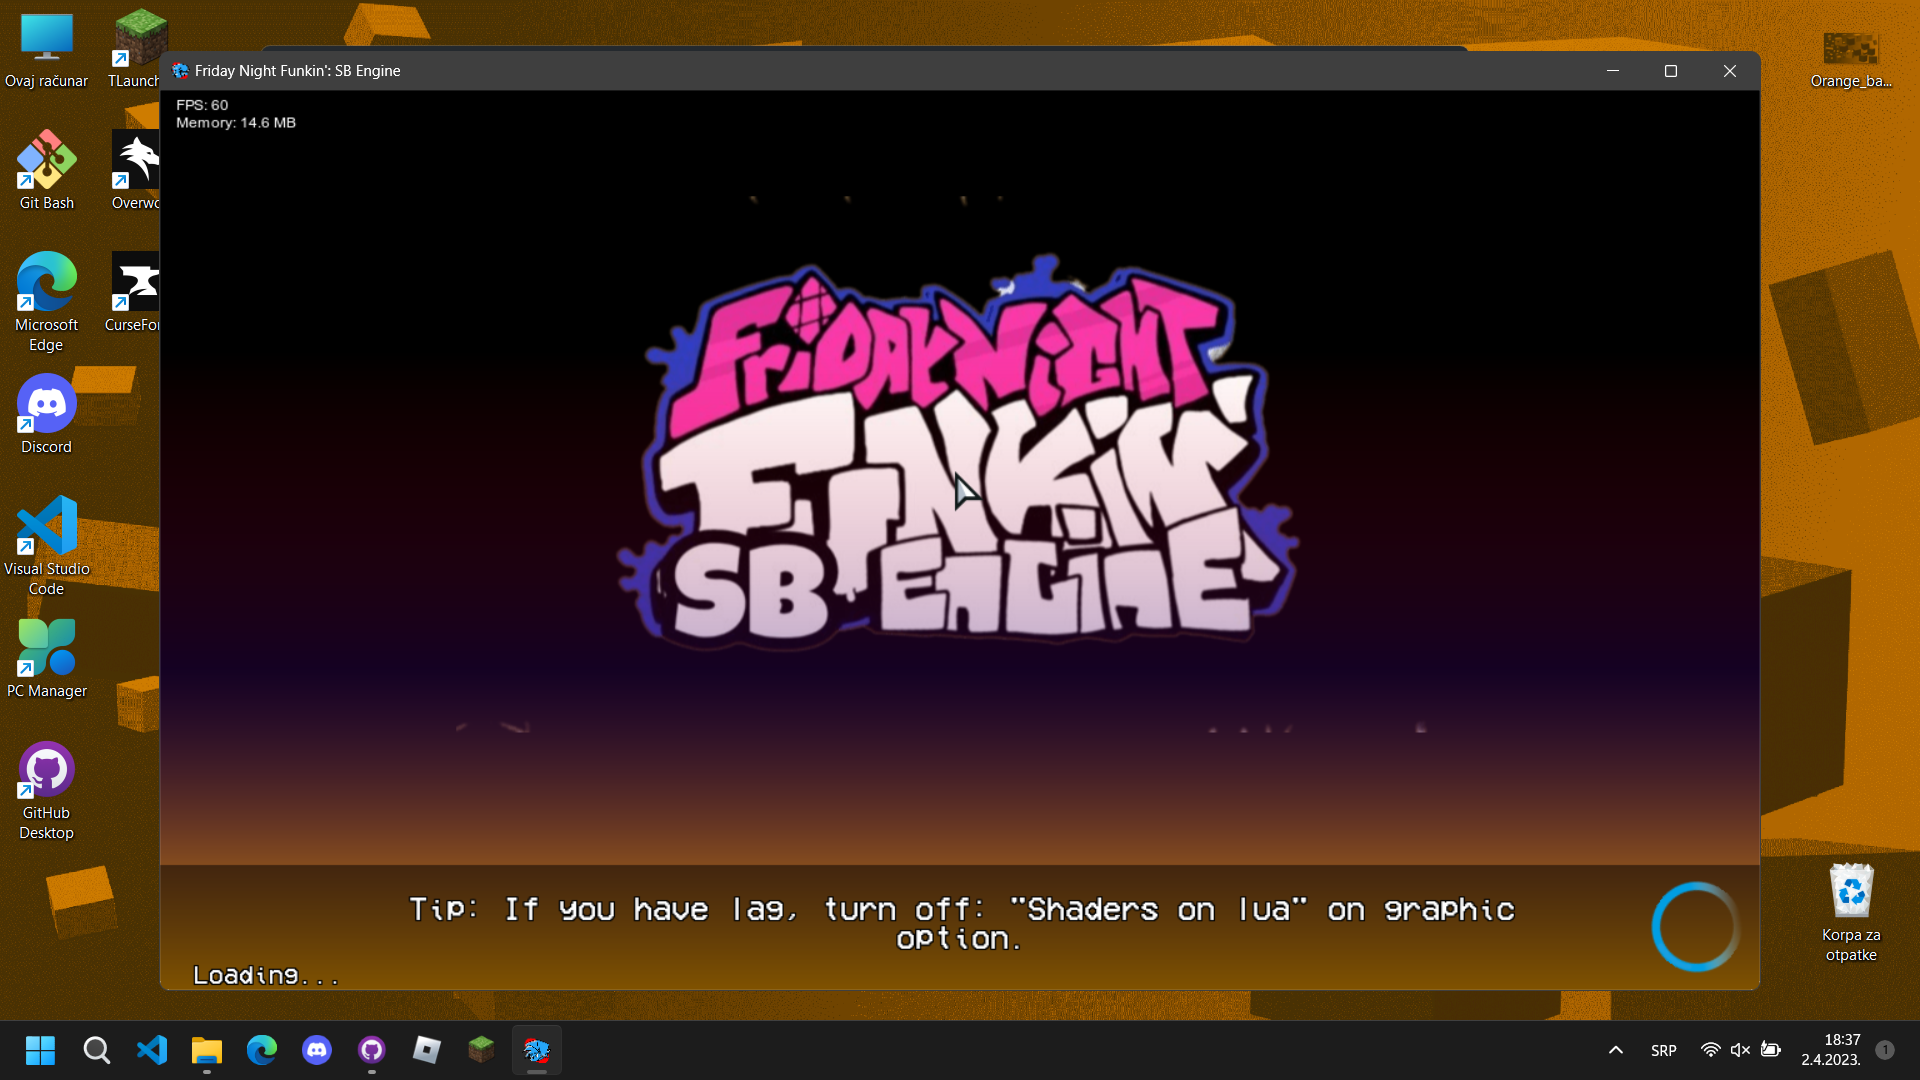 Ovaj računar
TLaunch
Orange_ba...
Friday Night Funkin': SB Engine
FPS: 60
Memory: 14.6 MB
Git Bash
Overwo
Microsoft
Edge
CurseFor
Discord
Visual Studio
Code
PC Manager
GitHub
Desktop
FRIDAY NIGHT
FUNKIN'
SB ENGINE
Tip: If you have lag, turn off: "Shaders on lua" on graphic
option.
Loading...
Korpa za
otpatke
SRP
18:37
2.4.2023.
1